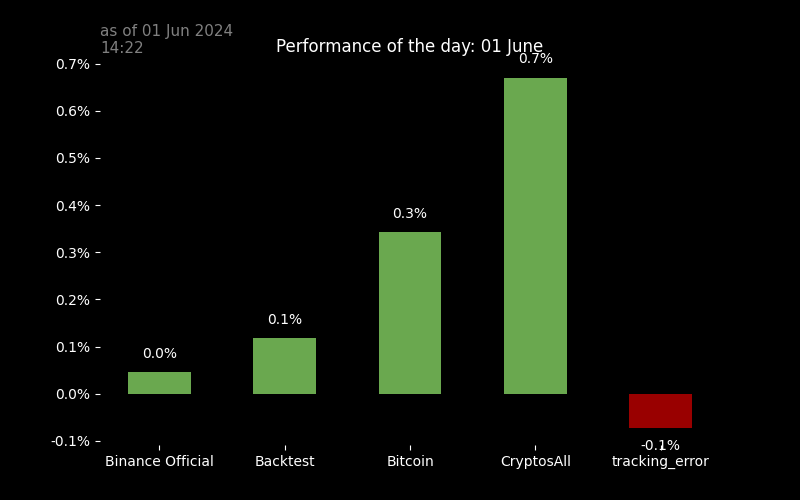 as of 01 Jun 2024
14:22
Performance of the day: 01 June
0.7%
0.6%
0.5%
0.4%
0.3%
0.2%
0.1%
0.0%
-0.1%
0.0%
0.1%
0.3%
0.7%
-0.1%
Binance Official
Backtest
Bitcoin
CryptosAll
tracking_error